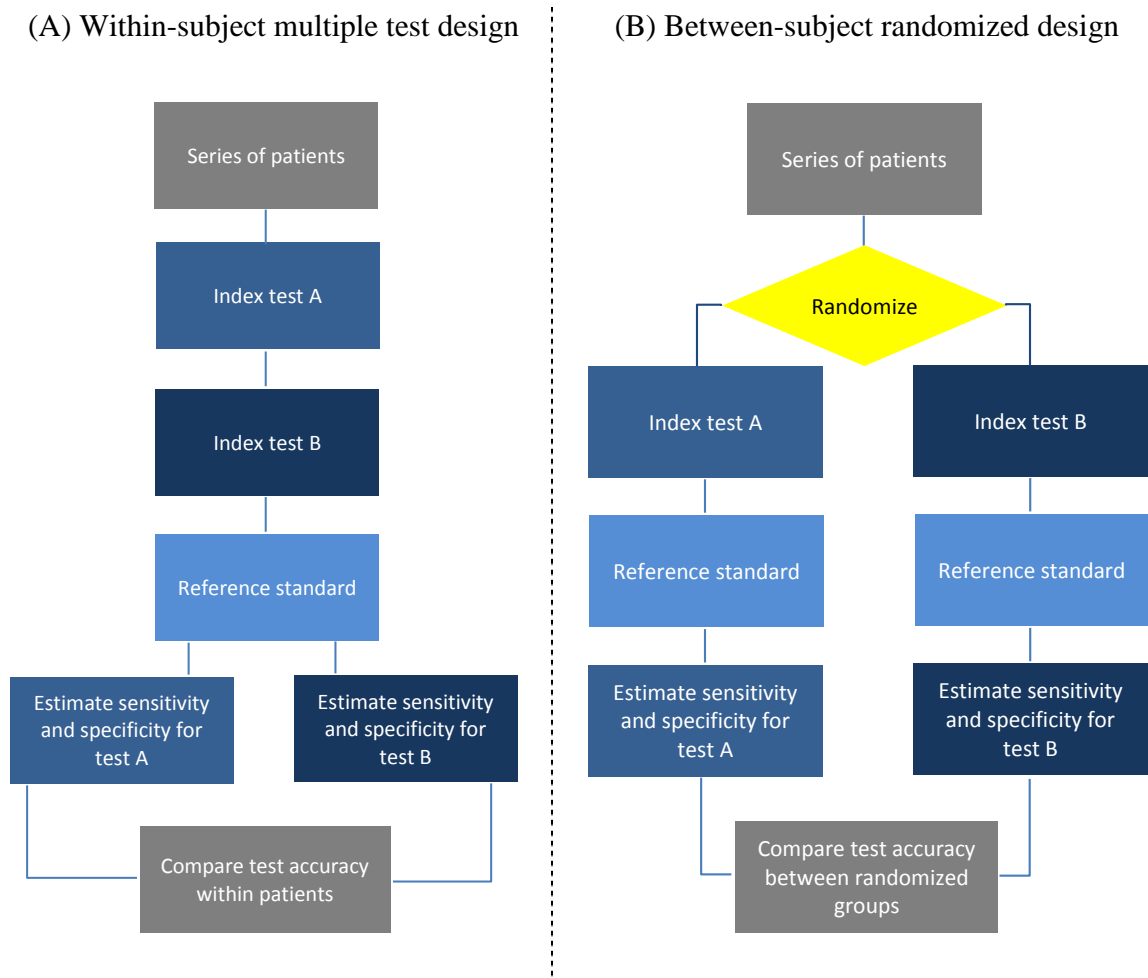 (A) Within-subject multiple test design
Series of patients
Index test A
Index test B
Reference standard
Estimate sensitivity
and specificity for
test A
Estimate sensitivity
and specificity for
test B
Compare test accuracy
within patients
(B) Between-subject randomized design
Series of patients
Randomize
Index test A
Index test B
Reference standard
Reference standard
Estimate sensitivity
and specificity for
test A
Estimate sensitivity
and specificity for
test B
Compare test accuracy
between randomized
groups